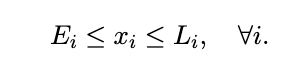 E_i ≤ x_i ≤ L_i, ∀i.